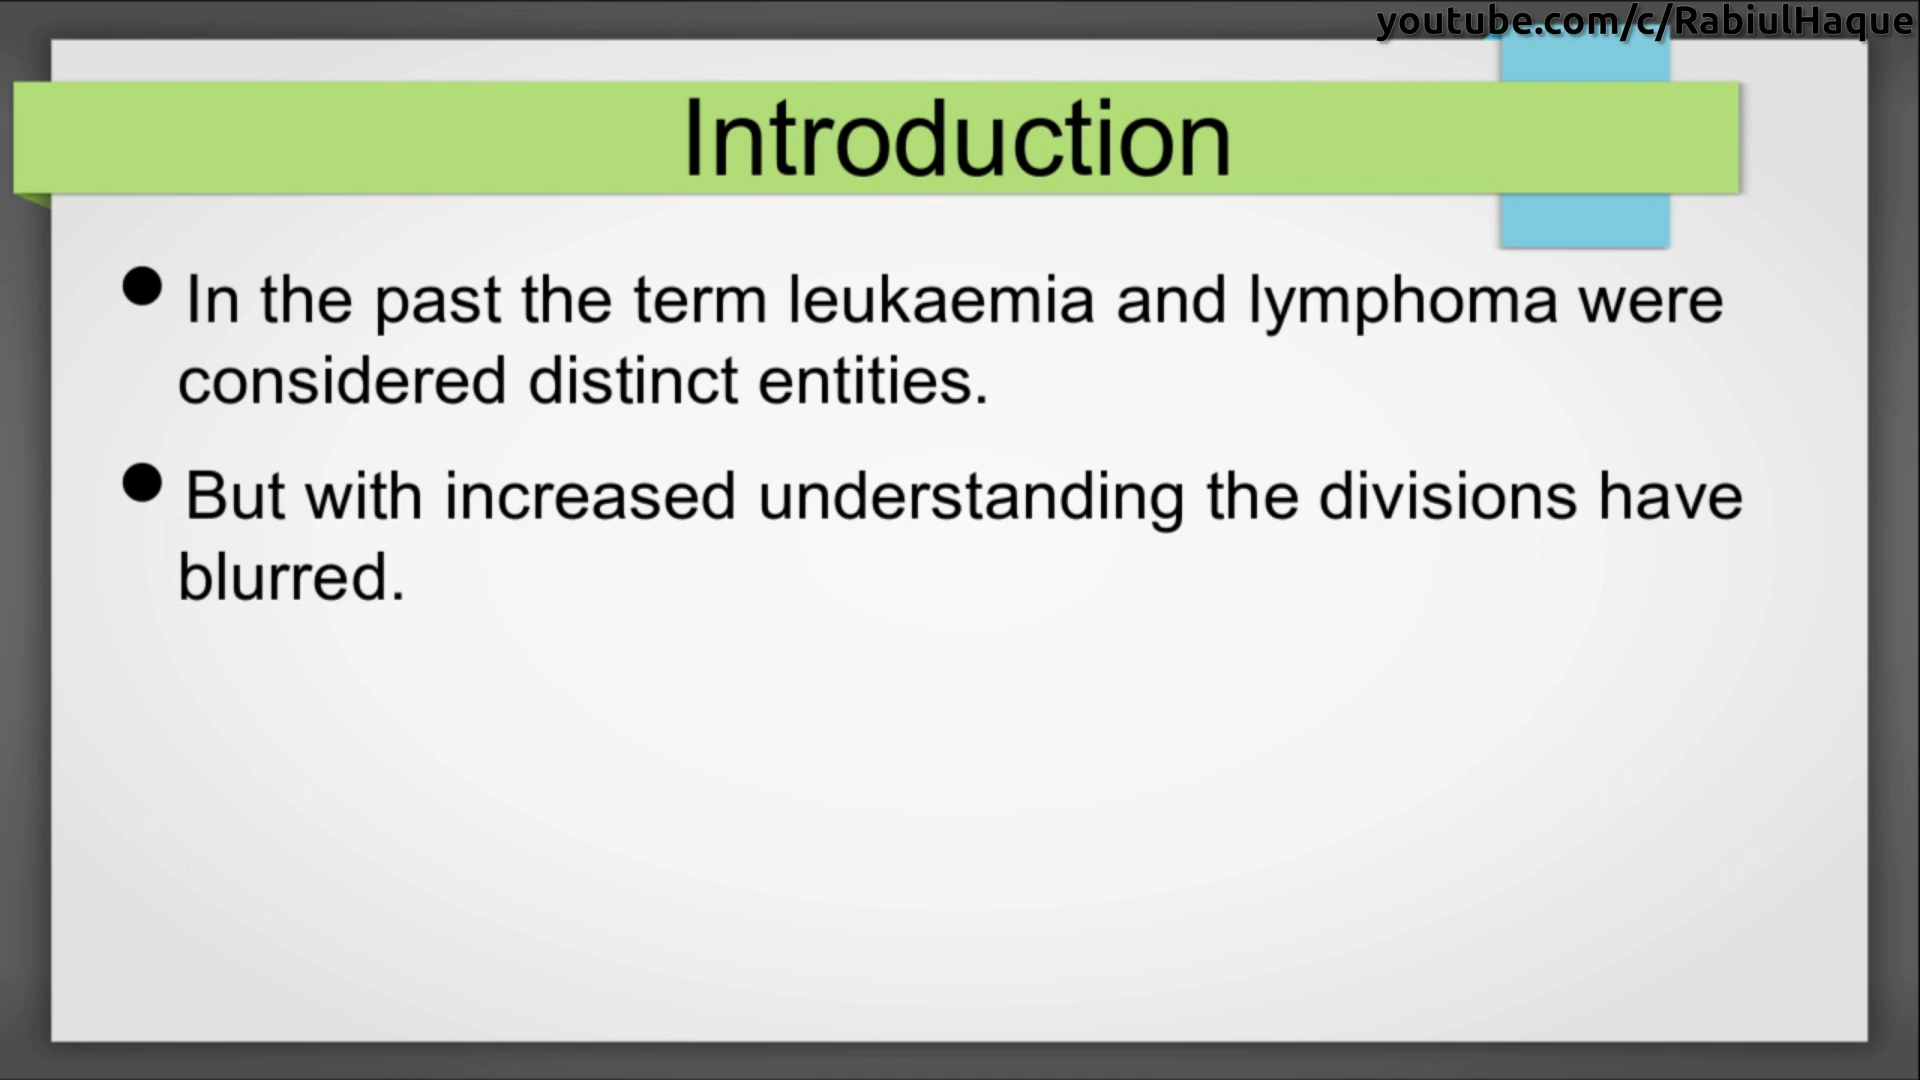 youtube.com/c/RabiulHaque
Introduction
● In the past the term leukaemia and lymphoma were
considered distinct entities.
● But with increased understanding the divisions have
blurred.